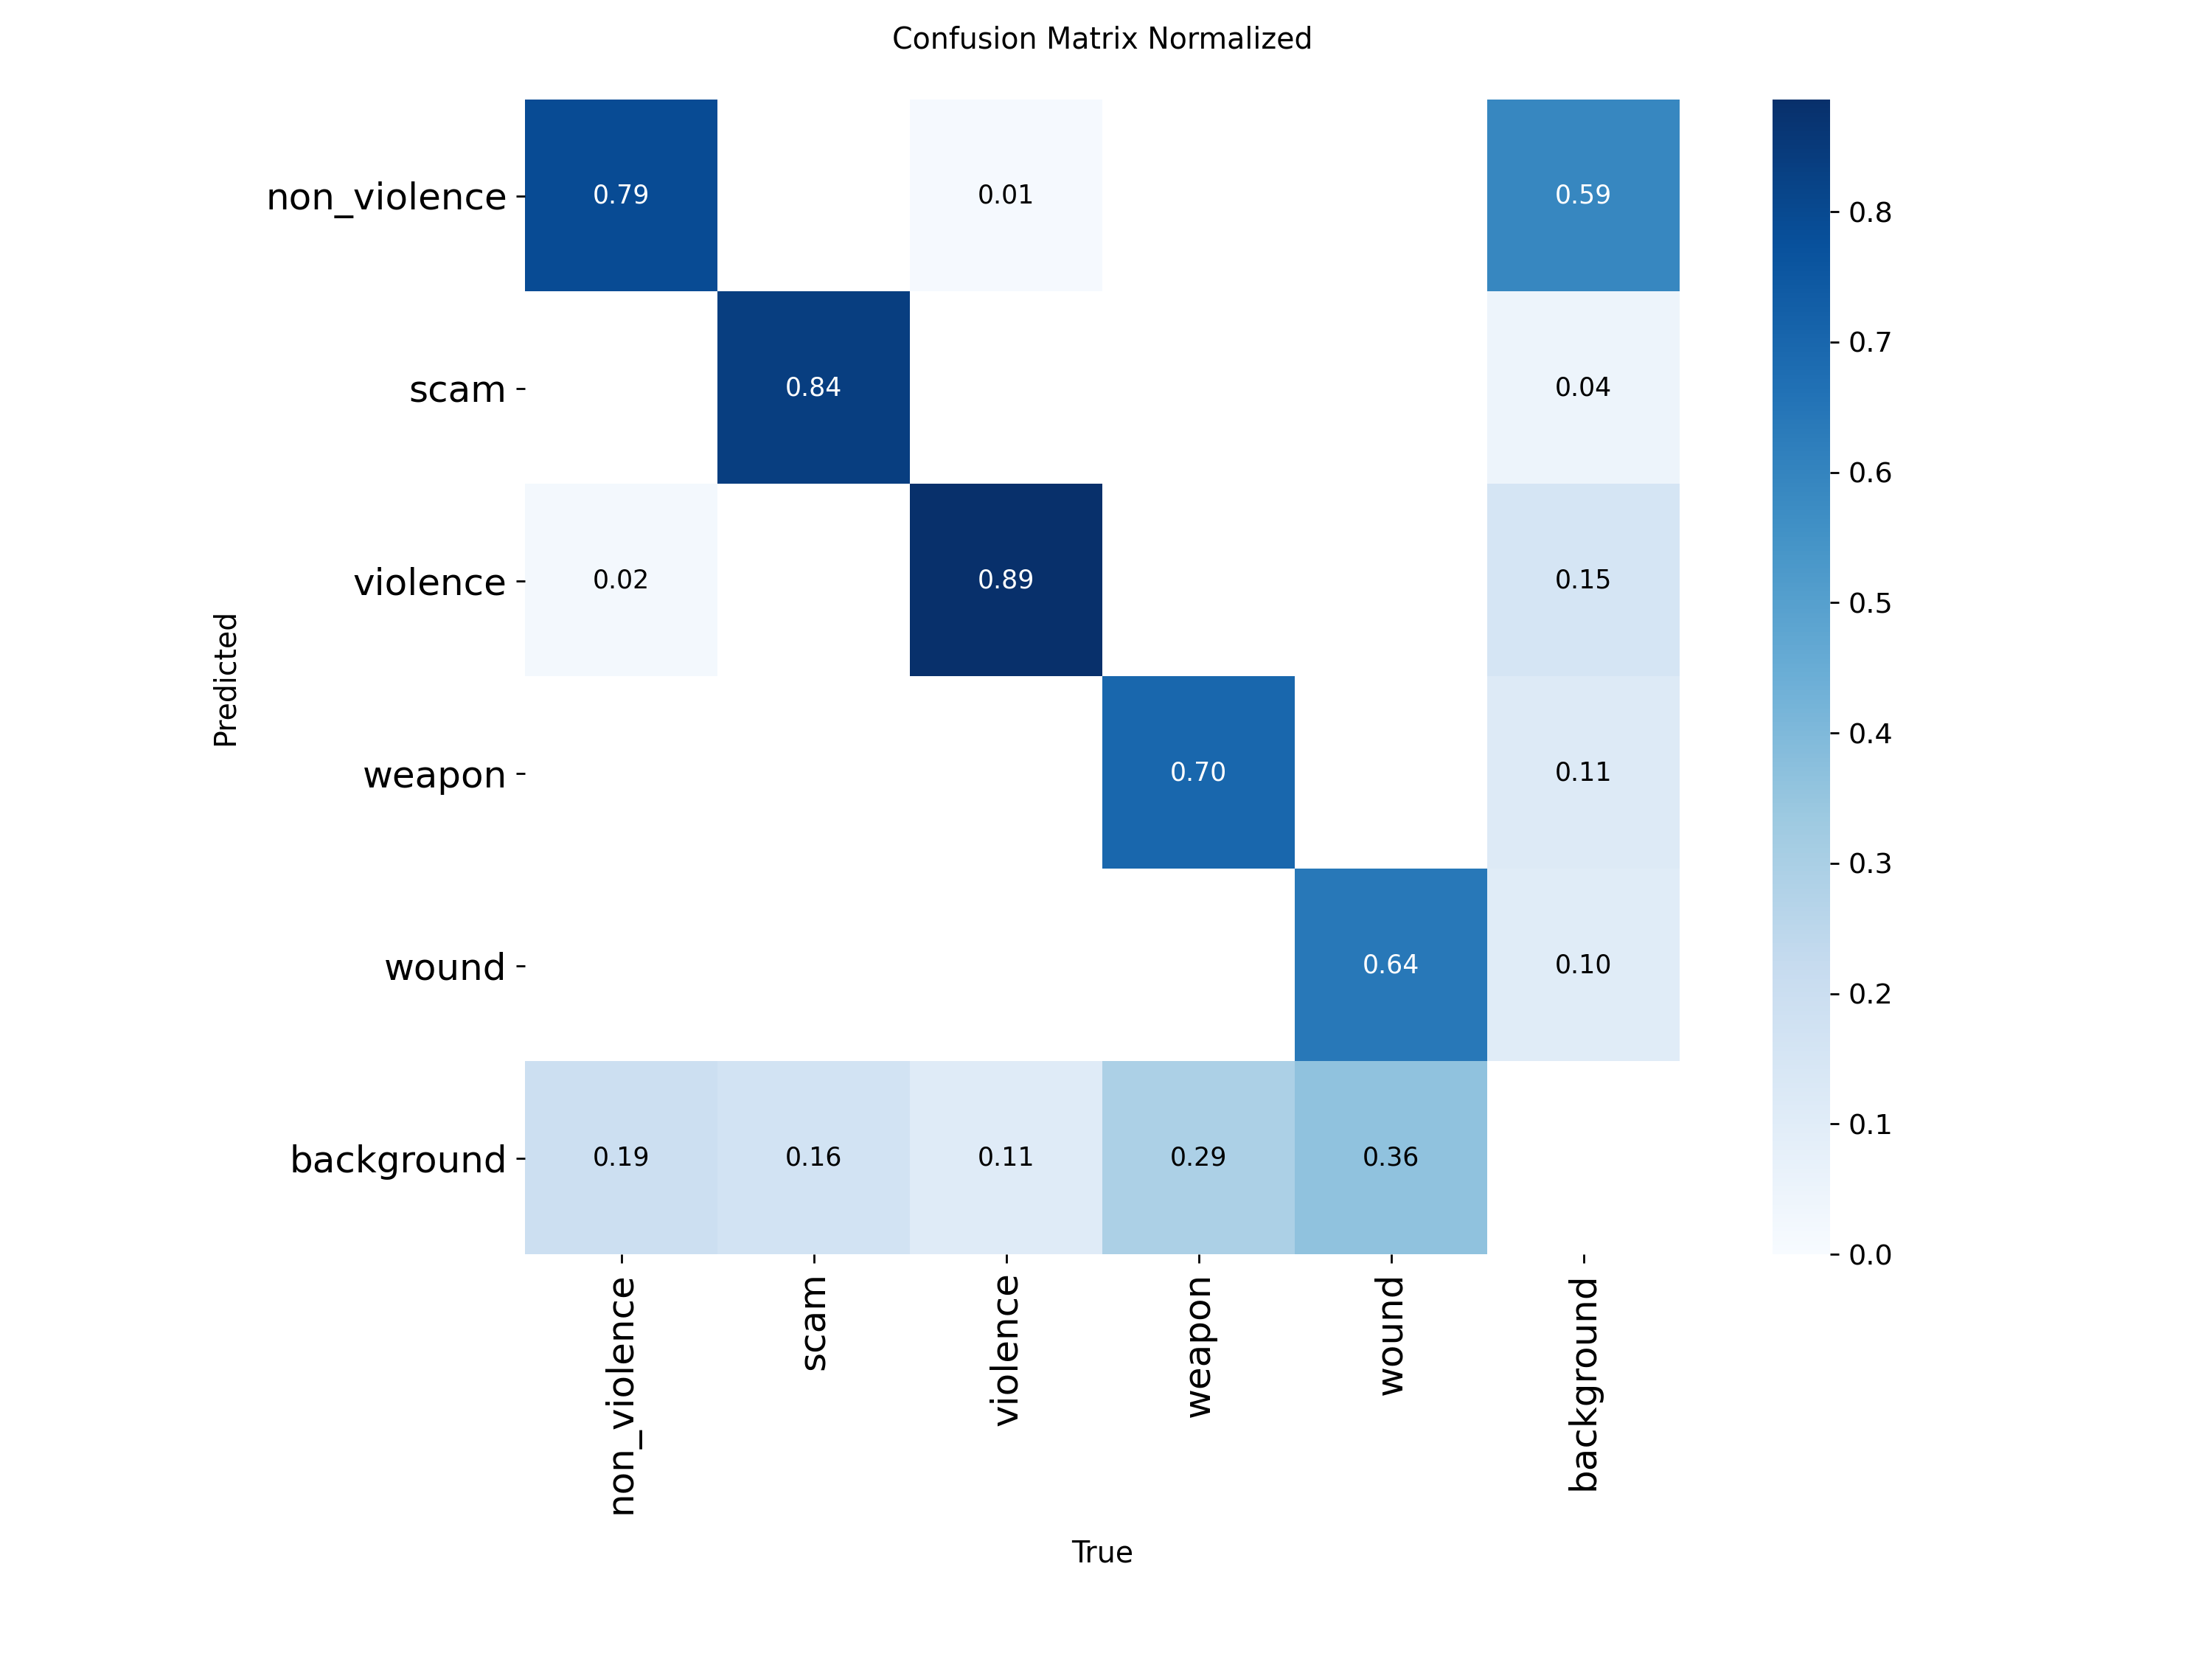 Confusion Matrix Normalized
non_violence 0.79 0.01 0.59
scam 0.84 0.04
violence 0.02 0.89 0.15
weapon 0.70 0.11
wound 0.64 0.10
background 0.19 0.16 0.11 0.29 0.36
Predicted
non_violence
scam
violence
weapon
wound
background
True
0.8
0.7
0.6
0.5
0.4
0.3
0.2
0.1
0.0